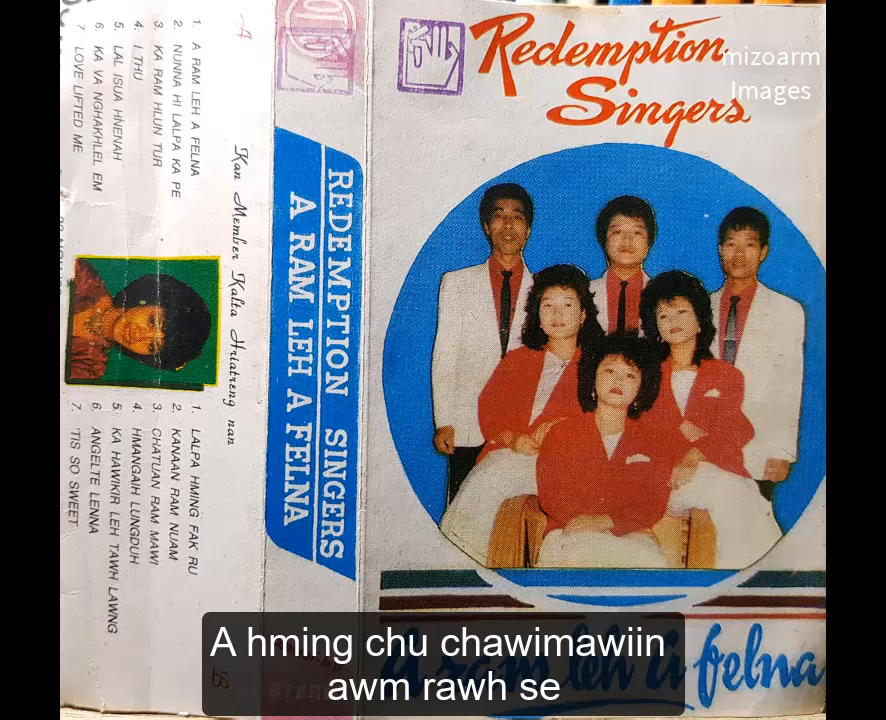 Redemption
Singers
mizoarm
Images
A
1. A RAM LEH A FELNA
2. NUNNA HI LALPA KA PE
3. KA RAM HLUN TUR
4. I THU
5. LAL ISUA HNENAH
6. KA VA NGHAKHLEL EM
7 LOVE LIFTED ME
Kan Member Kalta Hriatreng nan
1. LALPA HMING FAK RU
2. KANAAN RAM NUAM
3. CHATUAN RAM MAWI
4. HMANGAIH LUNGDUH
5. KA HAWIKIR LEH TAWH LAWNG
6. ANGELTE LENNA
7. 'TIS SO SWEET
B
REDEMPTION SINGERS
A RAM LEH A FELNA
A ram leh a felna
A hming chu chawimawiin
awm rawh se